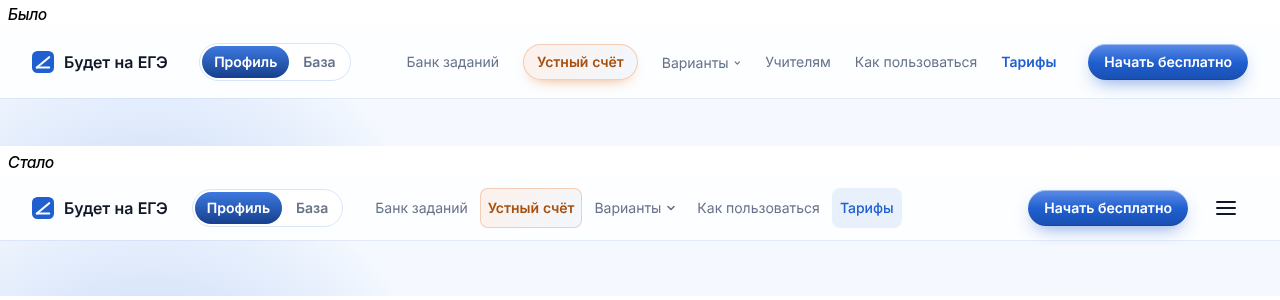 Было
Будет на ЕГЭ Профиль База Банк заданий Устный счёт Варианты Учителям Как пользоваться Тарифы Начать бесплатно
Стало
Будет на ЕГЭ Профиль База Банк заданий Устный счёт Варианты Как пользоваться Тарифы Начать бесплатно